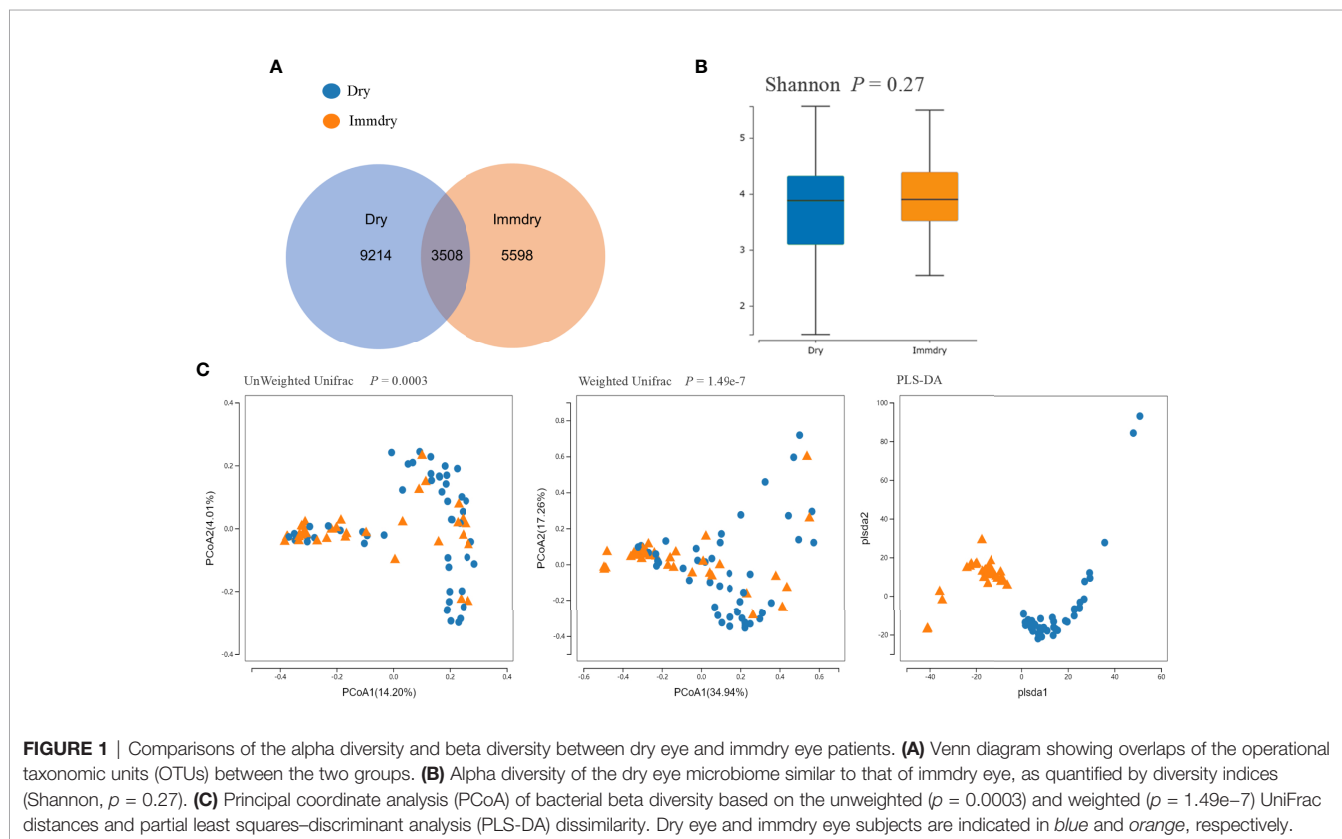 A
Dry
Immdry
Dry
Immdry
9214
3508
5598
B
Shannon P = 0.27
5
4
3
2
Dry
Immdry
C
UnWeighted Unifrac P = 0.0003
0.4
0.2
0.0
-0.2
-0.4
PCoA2(4.01%)
-0.4
-0.2
0.0
0.2
0.4
PCoA1(14.20%)
Weighted Unifrac P = 1.49e-7
0.8
0.6
0.4
0.2
0.0
-0.2
-0.4
PCoA2(17.26%)
-0.6
-0.4
-0.2
0.0
0.2
0.4
0.6
PCoA1(34.94%)
PLS-DA
100
80
60
40
20
0
-20
plsda2
-40
-20
0
20
40
60
plsda1
FIGURE 1 | Comparisons of the alpha diversity and beta diversity between dry eye and immdry eye patients. (A) Venn diagram showing overlaps of the operational
taxonomic units (OTUs) between the two groups. (B) Alpha diversity of the dry eye microbiome similar to that of immdry eye, as quantified by diversity indices
(Shannon, p = 0.27). (C) Principal coordinate analysis (PCoA) of bacterial beta diversity based on the unweighted (p = 0.0003) and weighted (p = 1.49e−7) UniFrac
distances and partial least squares–discriminant analysis (PLS-DA) dissimilarity. Dry eye and immdry eye subjects are indicated in blue and orange, respectively.